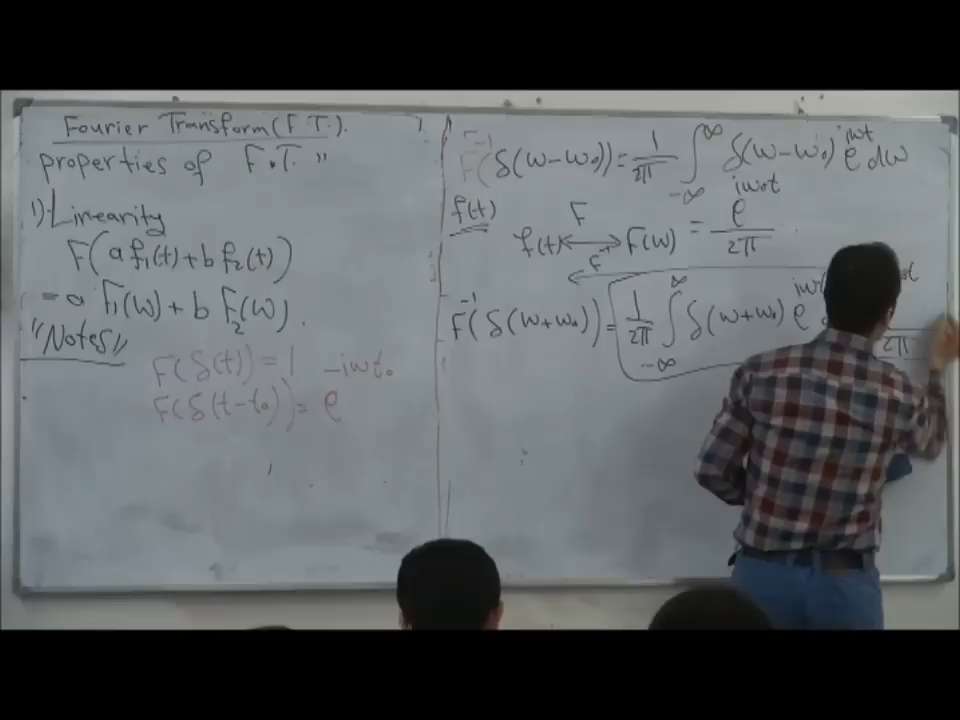 Fourier Transform (F.T.).
properties of F.T. "
1) Linearity
F(a f₁(t) + b f₂(t))
= a F₁(w) + b F₂(w).
"Notes"
F(δ(t)) = 1
F(δ(t-t₀)) = e^{-iwt₀}
F⁻¹(δ(w-w₀)) = 1/2π ∫_{-∞}^{∞} δ(w-w₀) e^{iwt} dw
f(t)
f(t) ⟷ F(w)
F
F⁻¹
= e^{iw₀t}/2π
F⁻¹(δ(w+w₀)) = 1/2π ∫_{-∞}^{∞} δ(w+w₀) e^{iwt}
2π